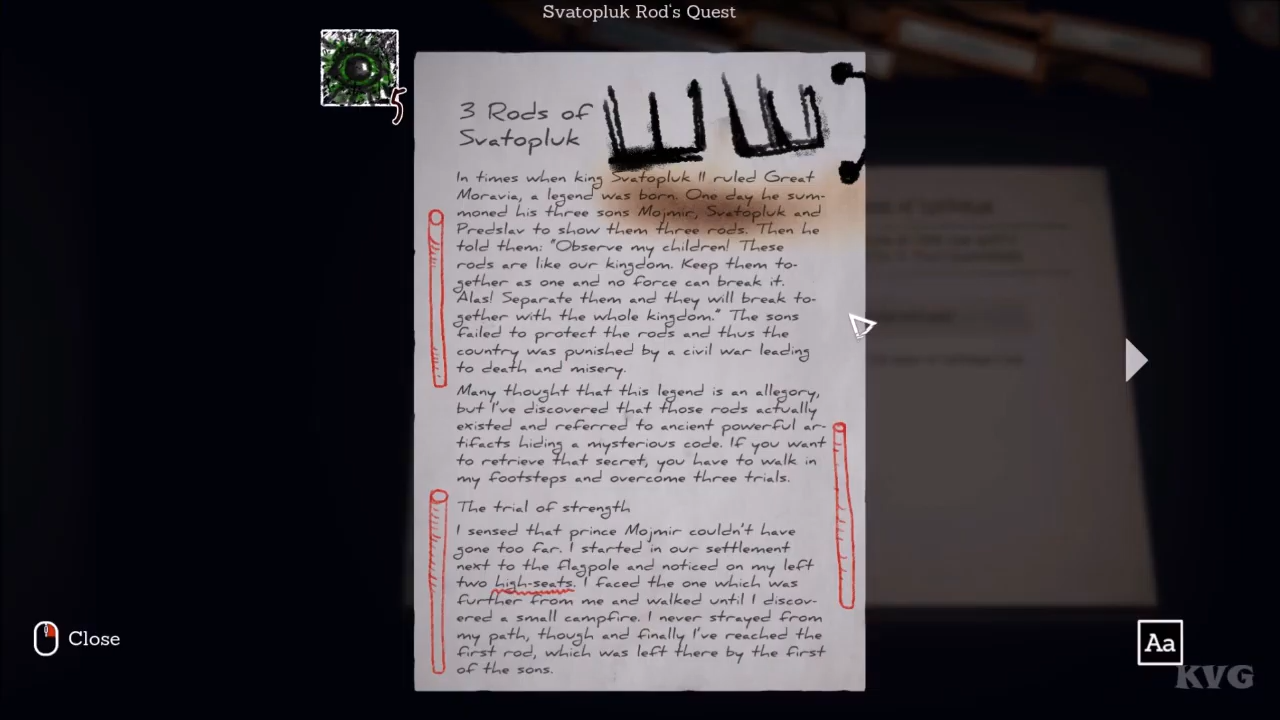 Svatopluk Rod's Quest
5
3 Rods of
Svatopluk
In times when king Svatopluk II ruled Great
Moravia, a legend was born. One day he sum-
moned his three sons Mojmir, Svatopluk and
Predslav to show them three rods. Then he
told them: "Observe my children! These
rods are like our kingdom. Keep them to-
gether as one and no force can break it.
Alas! Separate them and they will break to-
gether with the whole kingdom." The sons
failed to protect the rods and thus the
country was punished by a civil war leading
to death and misery.
Many thought that this legend is an allegory,
but I've discovered that those rods actually
existed and referred to ancient powerful ar-
tifacts hiding a mysterious code. If you want
to retrieve that secret, you have to walk in
my footsteps and overcome three trials.
The trial of strength
I sensed that prince Mojmir couldn't have
gone too far. I started in our settlement
next to the flagpole and noticed on my left
two high-seats. I faced the one which was
further from me and walked until I discov-
ered a small campfire. I never strayed from
my path, though and finally I've reached the
first rod, which was left there by the first
of the sons.
Close
Aa
KVG